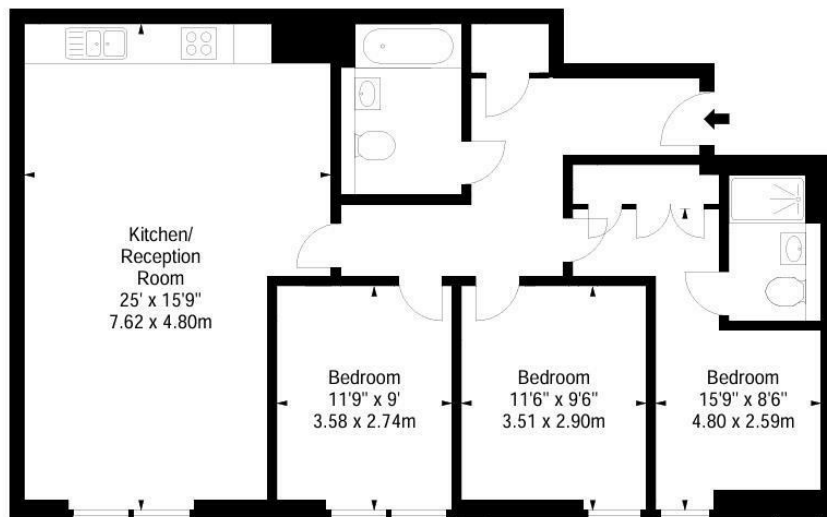 Kitchen/
Reception
Room
25' x 15'9"
7.62 x 4.80m
Bedroom
11'9" x 9'
3.58 x 2.74m
Bedroom
11'6" x 9'6"
3.51 x 2.90m
Bedroom
15'9" x 8'6"
4.80 x 2.59m